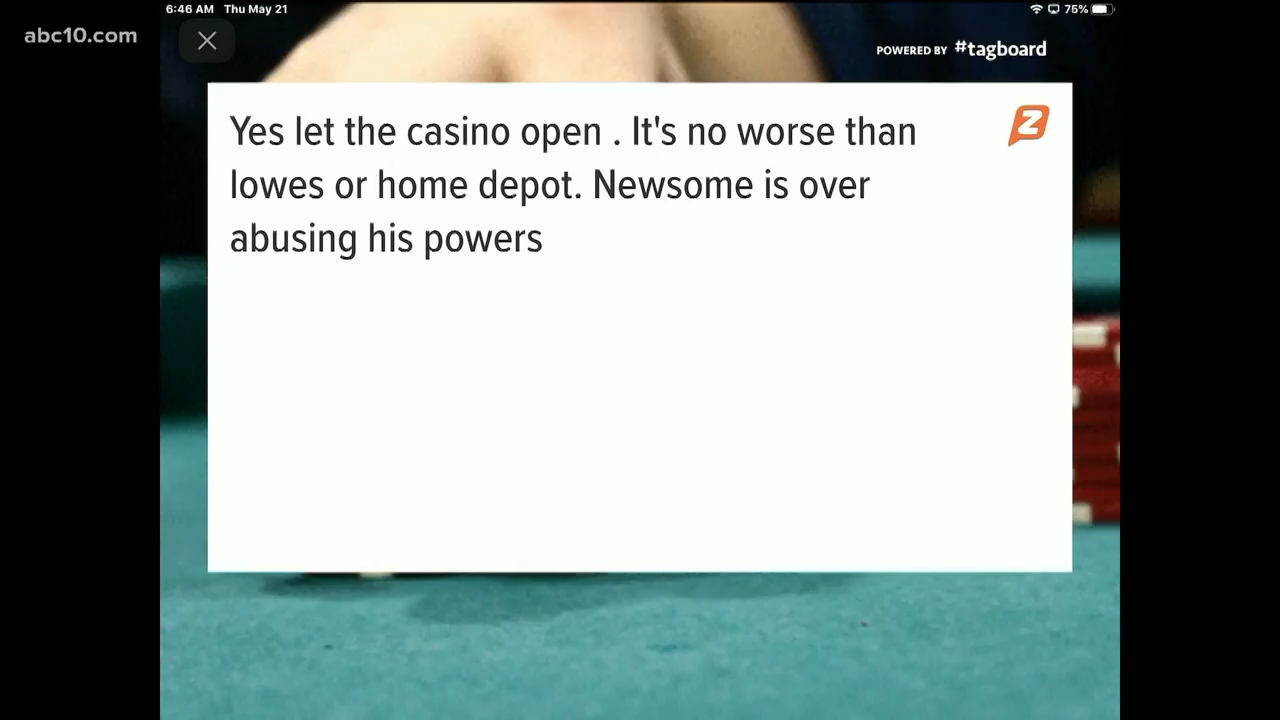 abc10.com
6:46 AM Thu May 21
75%
POWERED BY #tagboard
Yes let the casino open . It's no worse than
lowes or home depot. Newsome is over
abusing his powers
Z